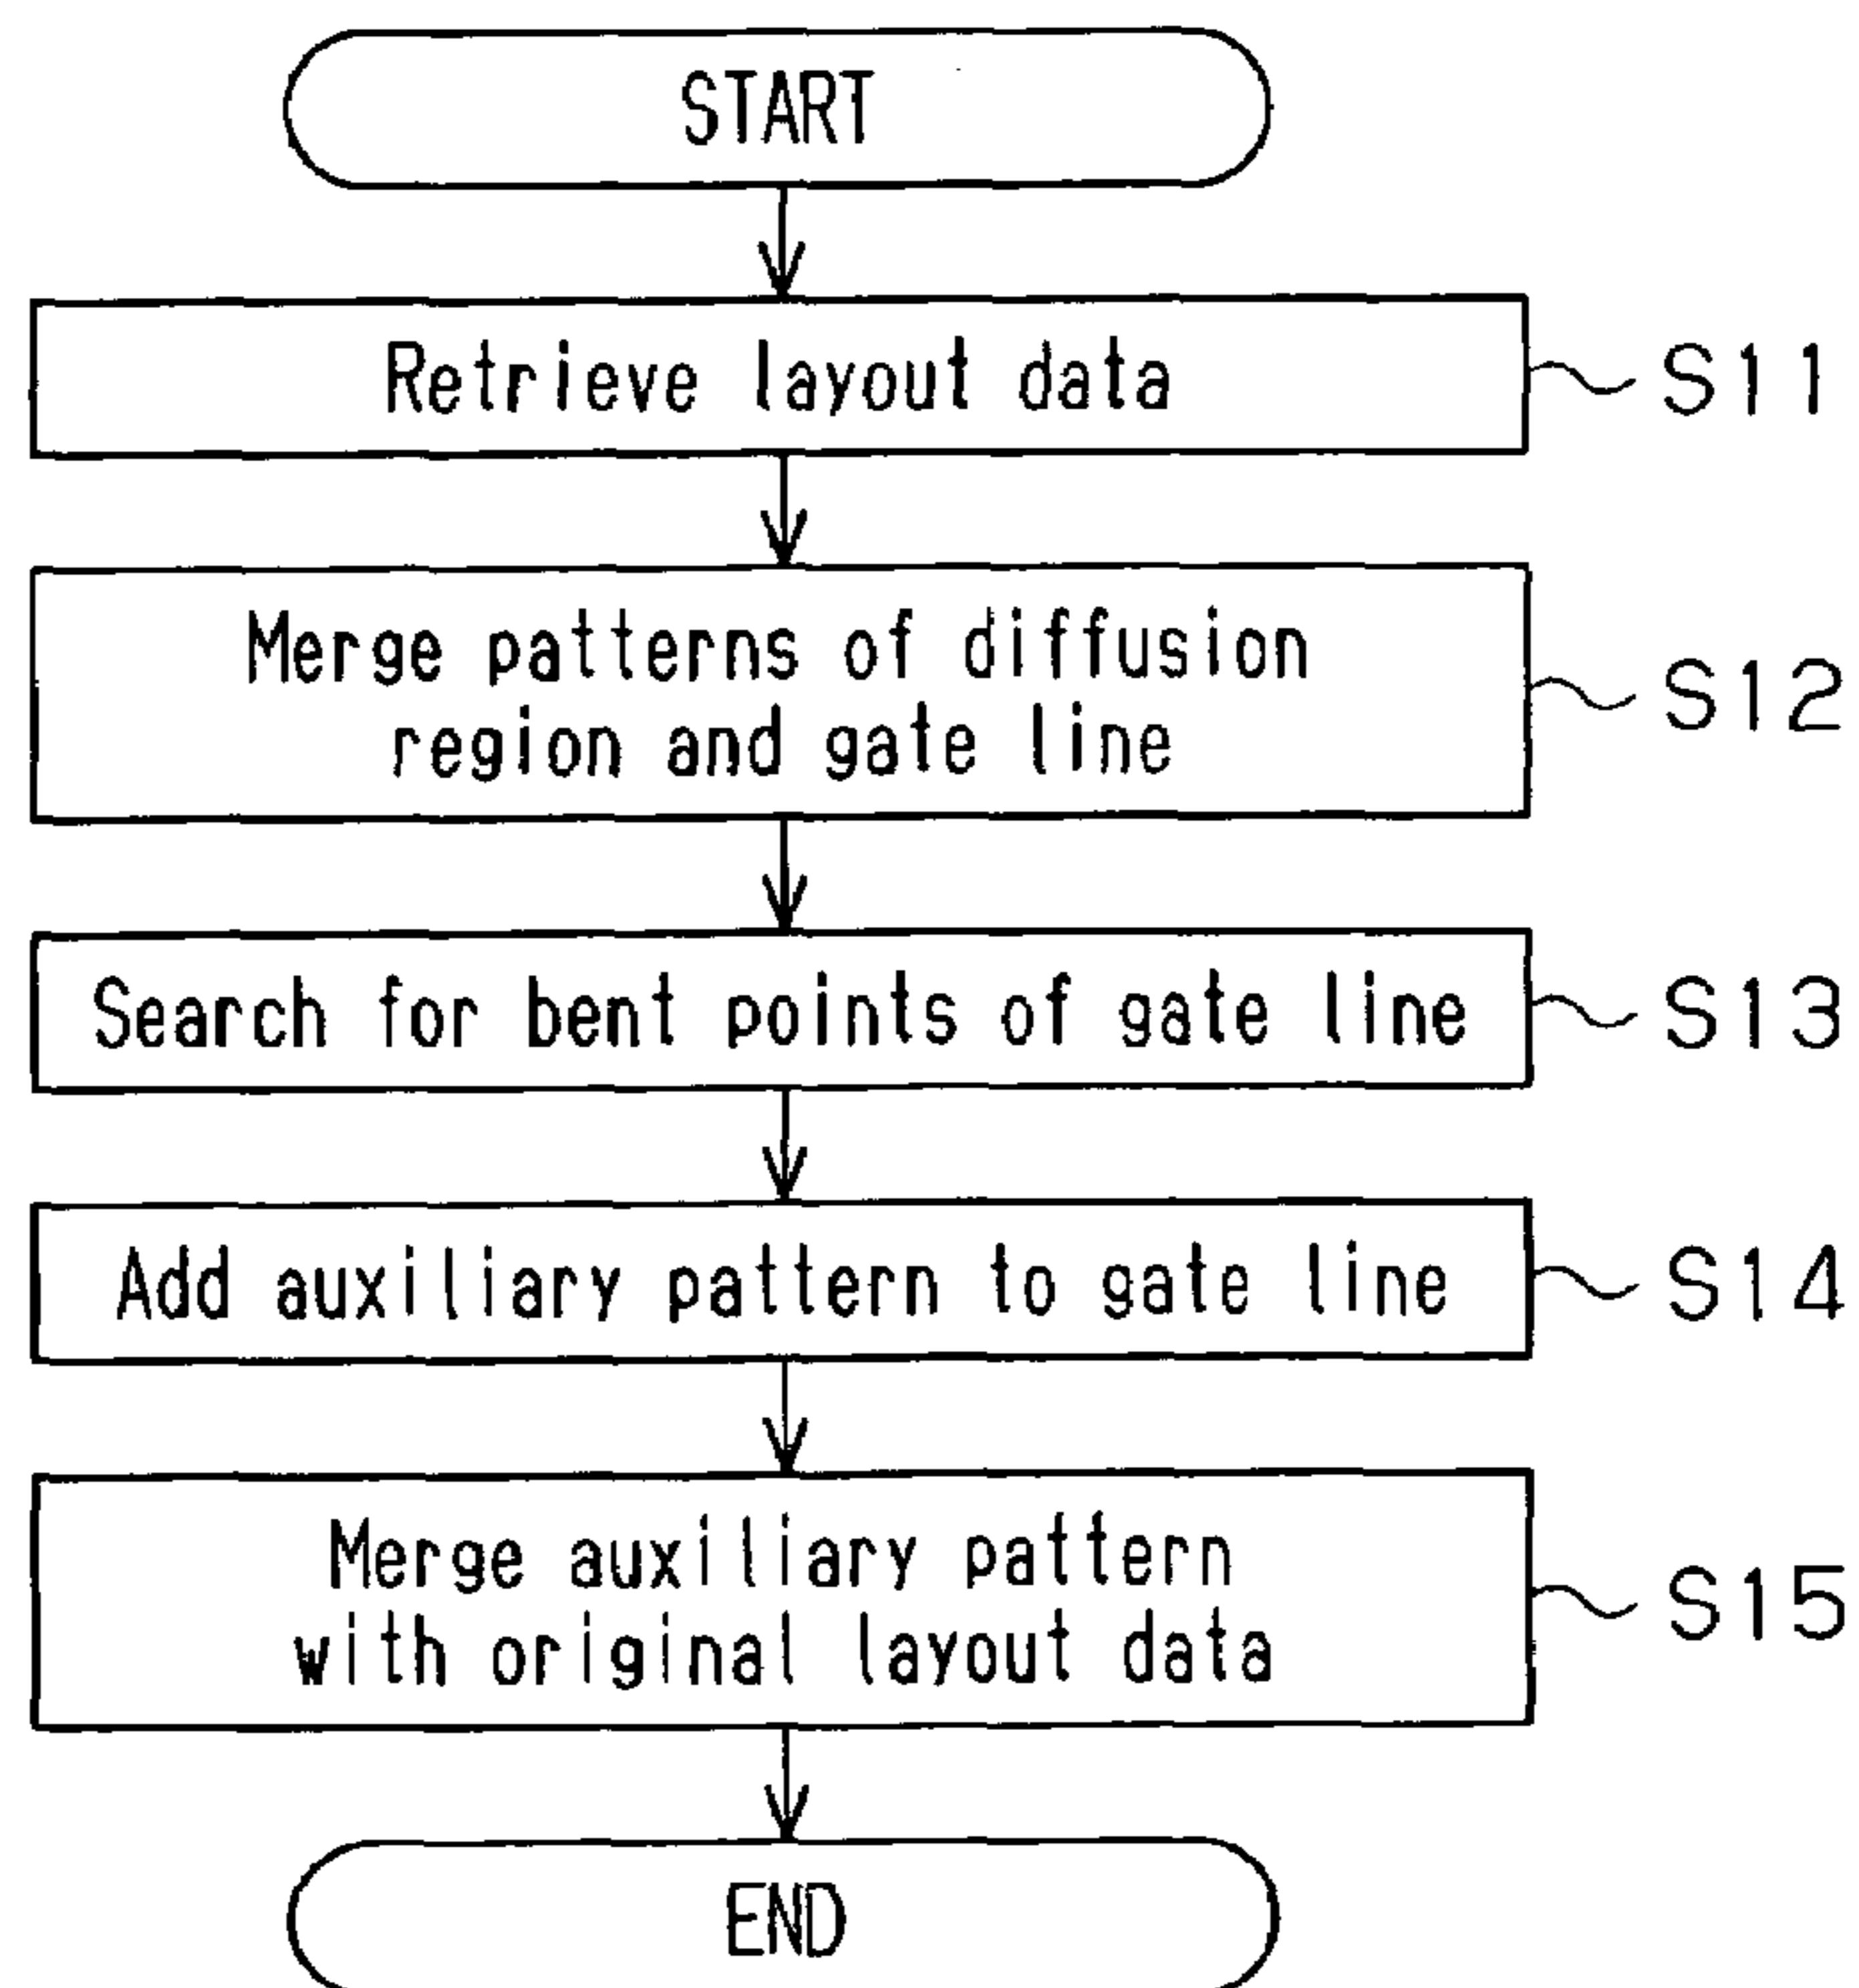 START
Retrieve layout data
S11
Merge patterns of diffusion
region and gate line
S12
Search for bent points of gate line
S13
Add auxiliary pattern to gate line
S14
Merge auxiliary pattern
with original layout data
S15
END